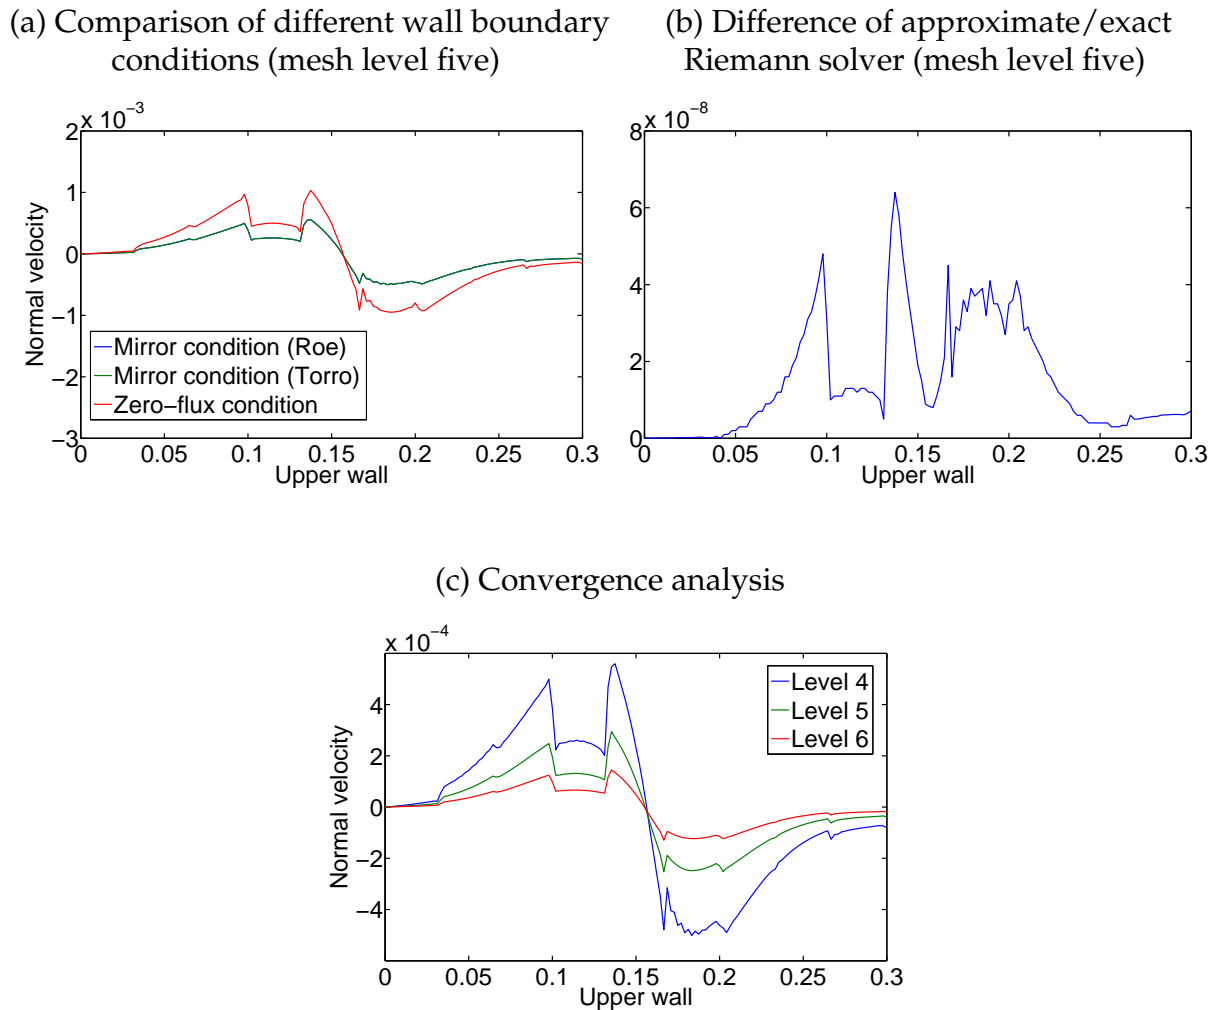 (a) Comparison of different wall boundary
conditions (mesh level five)
(b) Difference of approximate/exact
Riemann solver (mesh level five)
x 10−3
2
1
0
−1
−2
−3
Normal velocity
Mirror condition (Roe)
Mirror condition (Torro)
Zero−flux condition
0 0.05 0.1 0.15 0.2 0.25 0.3
Upper wall
x 10−8
8
6
4
2
0
0 0.05 0.1 0.15 0.2 0.25 0.3
Upper wall
(c) Convergence analysis
x 10−4
4
2
0
−2
−4
Normal velocity
Level 4
Level 5
Level 6
0 0.05 0.1 0.15 0.2 0.25 0.3
Upper wall